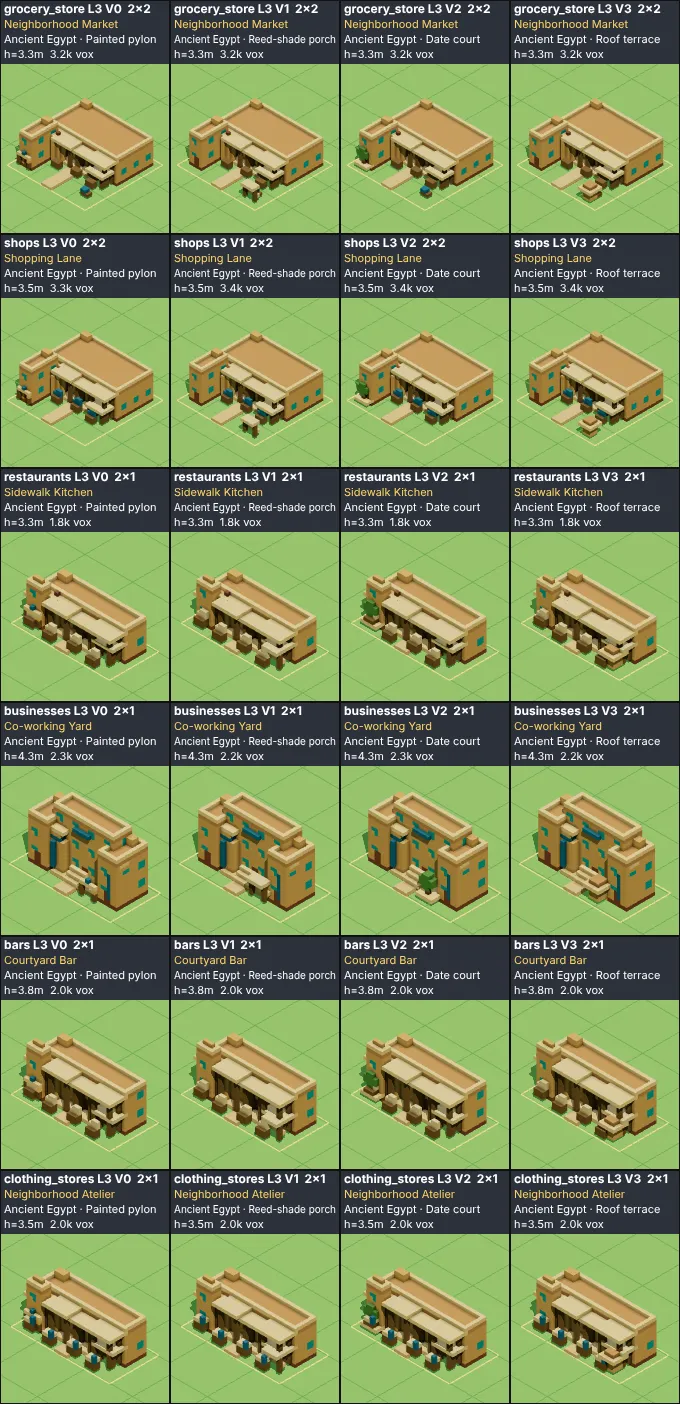 grocery_store L3 V0 2×2
Neighborhood Market
Ancient Egypt · Painted pylon
h=3.3m 3.2k vox
grocery_store L3 V1 2×2
Neighborhood Market
Ancient Egypt · Reed-shade porch
h=3.3m 3.2k vox
grocery_store L3 V2 2×2
Neighborhood Market
Ancient Egypt · Date court
h=3.3m 3.2k vox
grocery_store L3 V3 2×2
Neighborhood Market
Ancient Egypt · Roof terrace
h=3.3m 3.2k vox
shops L3 V0 2×2
Shopping Lane
Ancient Egypt · Painted pylon
h=3.5m 3.3k vox
shops L3 V1 2×2
Shopping Lane
Ancient Egypt · Reed-shade porch
h=3.5m 3.4k vox
shops L3 V2 2×2
Shopping Lane
Ancient Egypt · Date court
h=3.5m 3.4k vox
shops L3 V3 2×2
Shopping Lane
Ancient Egypt · Roof terrace
h=3.5m 3.4k vox
restaurants L3 V0 2×1
Sidewalk Kitchen
Ancient Egypt · Painted pylon
h=3.3m 1.8k vox
restaurants L3 V1 2×1
Sidewalk Kitchen
Ancient Egypt · Reed-shade porch
h=3.3m 1.8k vox
restaurants L3 V2 2×1
Sidewalk Kitchen
Ancient Egypt · Date court
h=3.3m 1.8k vox
restaurants L3 V3 2×1
Sidewalk Kitchen
Ancient Egypt · Roof terrace
h=3.3m 1.8k vox
businesses L3 V0 2×1
Co-working Yard
Ancient Egypt · Painted pylon
h=4.3m 2.3k vox
businesses L3 V1 2×1
Co-working Yard
Ancient Egypt · Reed-shade porch
h=4.3m 2.2k vox
businesses L3 V2 2×1
Co-working Yard
Ancient Egypt · Date court
h=4.3m 2.3k vox
businesses L3 V3 2×1
Co-working Yard
Ancient Egypt · Roof terrace
h=4.3m 2.2k vox
bars L3 V0 2×1
Courtyard Bar
Ancient Egypt · Painted pylon
h=3.8m 2.0k vox
bars L3 V1 2×1
Courtyard Bar
Ancient Egypt · Reed-shade porch
h=3.8m 2.0k vox
bars L3 V2 2×1
Courtyard Bar
Ancient Egypt · Date court
h=3.8m 2.0k vox
bars L3 V3 2×1
Courtyard Bar
Ancient Egypt · Roof terrace
h=3.8m 2.0k vox
clothing_stores L3 V0 2×1
Neighborhood Atelier
Ancient Egypt · Painted pylon
h=3.5m 2.0k vox
clothing_stores L3 V1 2×1
Neighborhood Atelier
Ancient Egypt · Reed-shade porch
h=3.5m 2.0k vox
clothing_stores L3 V2 2×1
Neighborhood Atelier
Ancient Egypt · Date court
h=3.5m 2.0k vox
clothing_stores L3 V3 2×1
Neighborhood Atelier
Ancient Egypt · Roof terrace
h=3.5m 2.0k vox